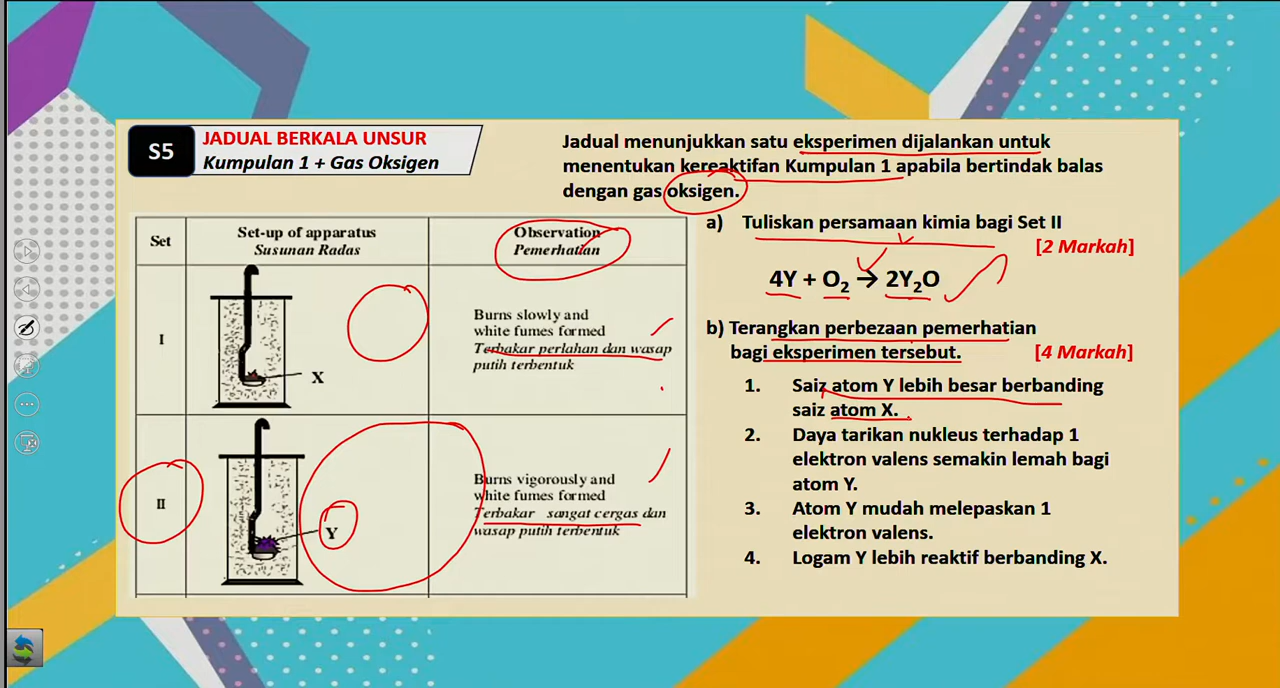 S5
JADUAL BERKALA UNSUR
Kumpulan 1 + Gas Oksigen
Jadual menunjukkan satu eksperimen dijalankan untuk
menentukan kereaktifan Kumpulan 1 apabila bertindak balas
dengan gas oksigen.
Set
Set-up of apparatus
Susunan Radas
Observation
Pemerhatian
I
X
Burns slowly and
white fumes formed
Terbakar perlahan dan wasap
putih terbentuk
II
Y
Burns vigorously and
white fumes formed
Terbakar sangat cergas dan
wasap putih terbentuk
a) Tuliskan persamaan kimia bagi Set II
[2 Markah]
4Y + O₂ → 2Y₂O
b) Terangkan perbezaan pemerhatian
bagi eksperimen tersebut. [4 Markah]
1. Saiz atom Y lebih besar berbanding
saiz atom X.
2. Daya tarikan nukleus terhadap 1
elektron valens semakin lemah bagi
atom Y.
3. Atom Y mudah melepaskan 1
elektron valens.
4. Logam Y lebih reaktif berbanding X.